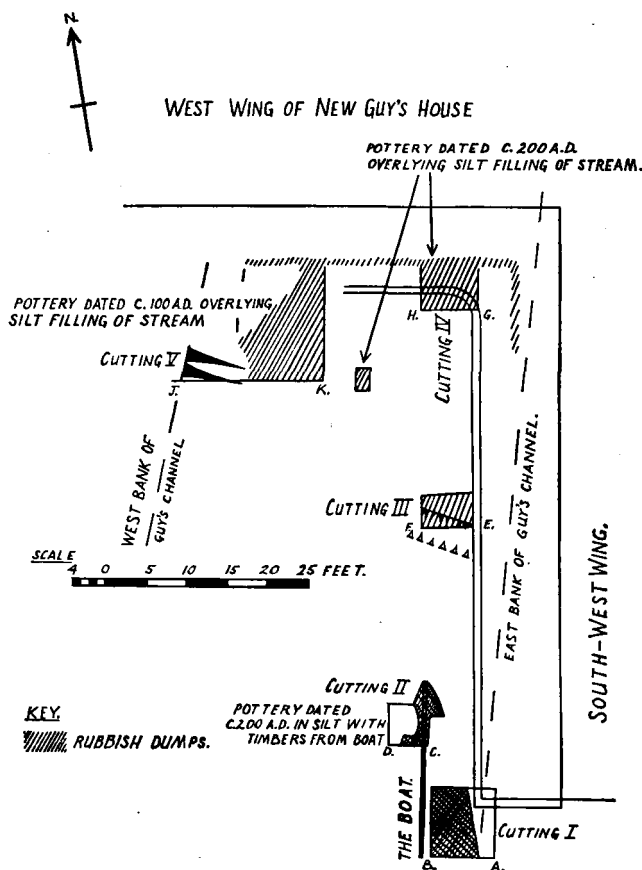 N
WEST WING OF NEW GUY'S HOUSE
POTTERY DATED C. 200 A.D.
OVERLYING SILT FILLING OF STREAM.
POTTERY DATED C. 100 A.D. OVERLYING
SILT FILLING OF STREAM
CUTTING V
J.
K.
H.
G.
CUTTING IV
WEST BANK OF
GUY'S CHANNEL
CUTTING III
F.
E.
EAST BANK OF GUY'S CHANNEL.
SOUTH-WEST WING.
SCALE
4 0 5 10 15 20 25 FEET.
CUTTING II
POTTERY DATED
C.200 A.D. IN SILT WITH
TIMBERS FROM BOAT
D.
C.
KEY.
RUBBISH DUMPS.
THE BOAT.
CUTTING I
B.
A.